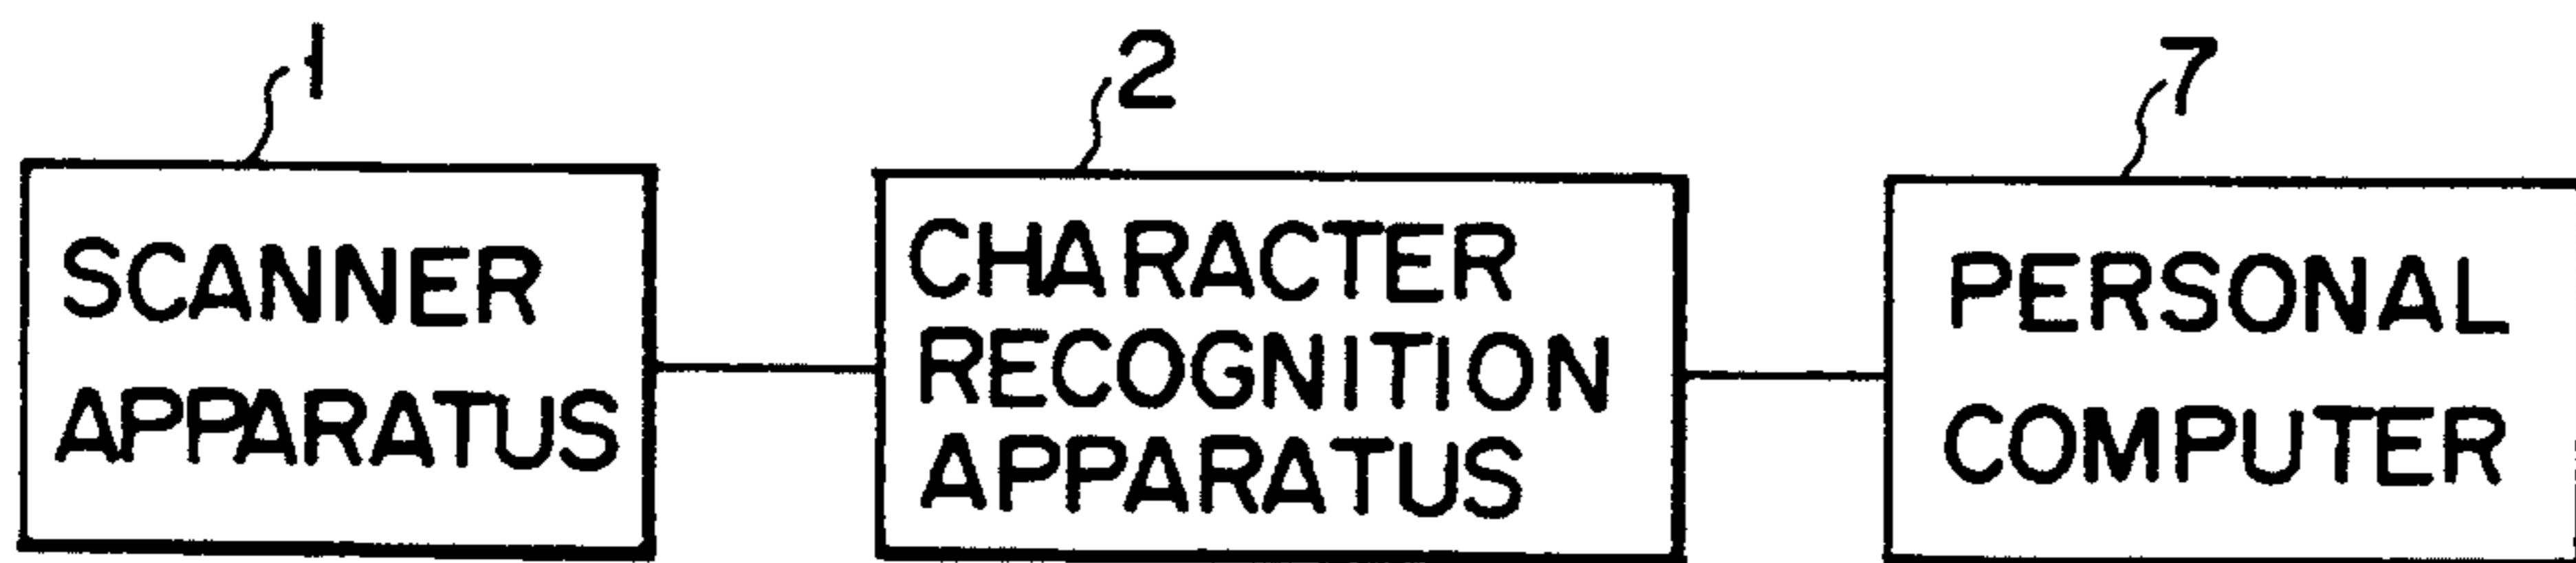 1
SCANNER
APPARATUS
2
CHARACTER
RECOGNITION
APPARATUS
7
PERSONAL
COMPUTER